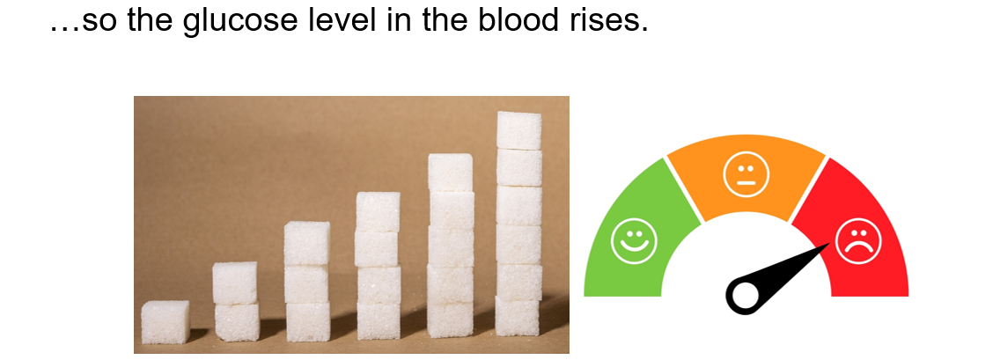 …so the glucose level in the blood rises.